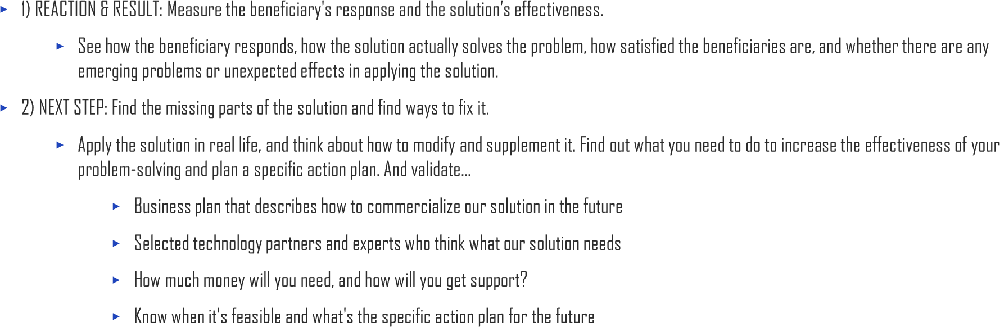 ▸ 1) REACTION & RESULT: Measure the beneficiary's response and the solution’s effectiveness.
▸ See how the beneficiary responds, how the solution actually solves the problem, how satisfied the beneficiaries are, and whether there are any
emerging problems or unexpected effects in applying the solution.
▸ 2) NEXT STEP: Find the missing parts of the solution and find ways to fix it.
▸ Apply the solution in real life, and think about how to modify and supplement it. Find out what you need to do to increase the effectiveness of your
problem-solving and plan a specific action plan. And validate…
▸ Business plan that describes how to commercialize our solution in the future
▸ Selected technology partners and experts who think what our solution needs
▸ How much money will you need, and how will you get support?
▸ Know when it's feasible and what's the specific action plan for the future